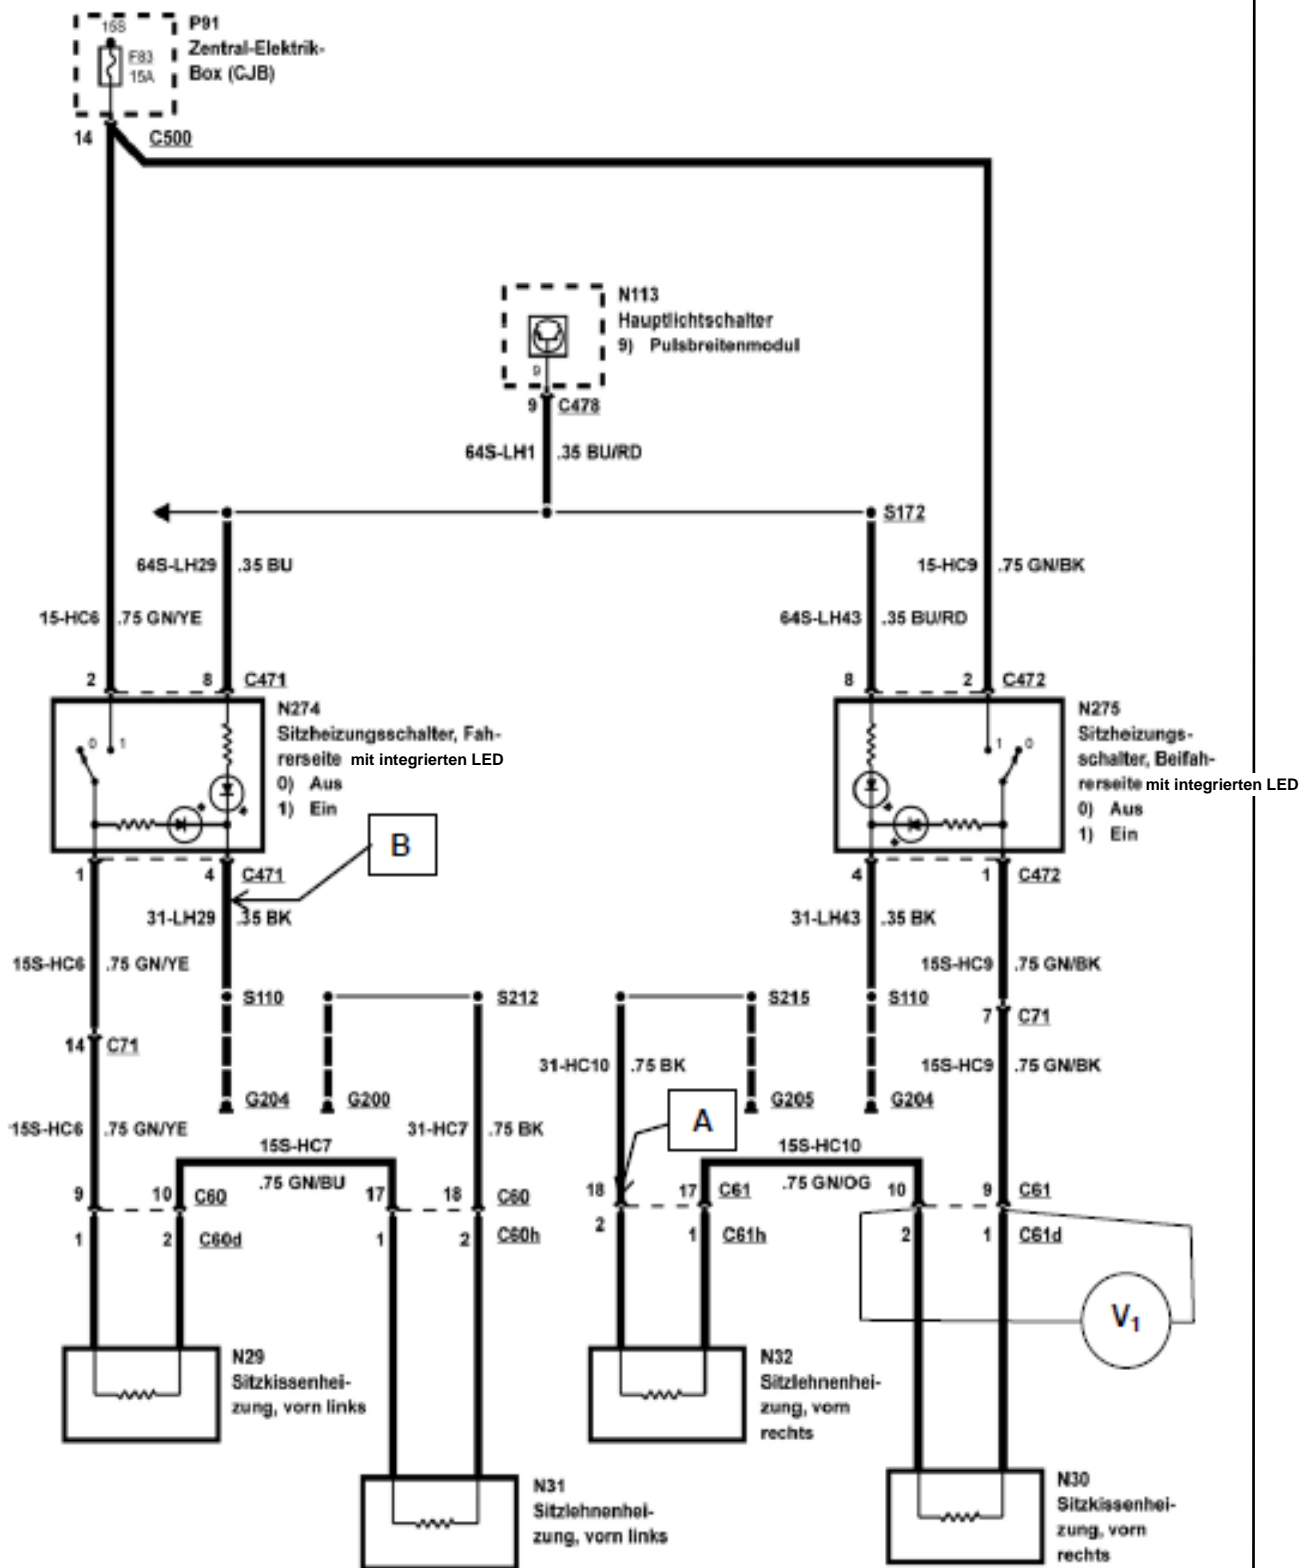 15S
P91
Zentral-Elektrik-
Box (CJB)
F83
15A
14
C500
N113
Hauptlichtschalter
9) Pulsbreitenmodul
9
9
C478
64S-LH1
.35 BU/RD
S172
64S-LH29
.35 BU
15-HC9
.75 GN/BK
15-HC6
.75 GN/YE
64S-LH43
.35 BU/RD
2
8
C471
8
2
C472
N274
Sitzheizungsschalter, Fah-
rerseite mit integrierten LED
0) Aus
1) Ein
0
1
N275
Sitzheizungs-
schalter, Beifah-
rerseite mit integrierten LED
0) Aus
1) Ein
1
0
B
1
4
C471
4
1
C472
31-LH29
.35 BK
31-LH43
.35 BK
15S-HC6
.75 GN/YE
15S-HC9
.75 GN/BK
S110
S212
S215
S110
7
C71
14
C71
31-HC10
.75 BK
15S-HC9
.75 GN/BK
G204
G200
A
G205
G204
15S-HC6
.75 GN/YE
31-HC7
.75 BK
15S-HC7
.75 GN/BU
15S-HC10
.75 GN/OG
9
10
C60
17
18
C60
18
17
C61
10
9
C61
1
2
C60d
1
2
C60h
2
1
C61h
2
1
C61d
V1
N29
Sitzkissenhei-
zung, vorn links
N32
Sitzlehnenhei-
zung, vorn
rechts
N31
Sitzlehnenhei-
zung, vorn links
N30
Sitzkissenhei-
zung, vorn
rechts